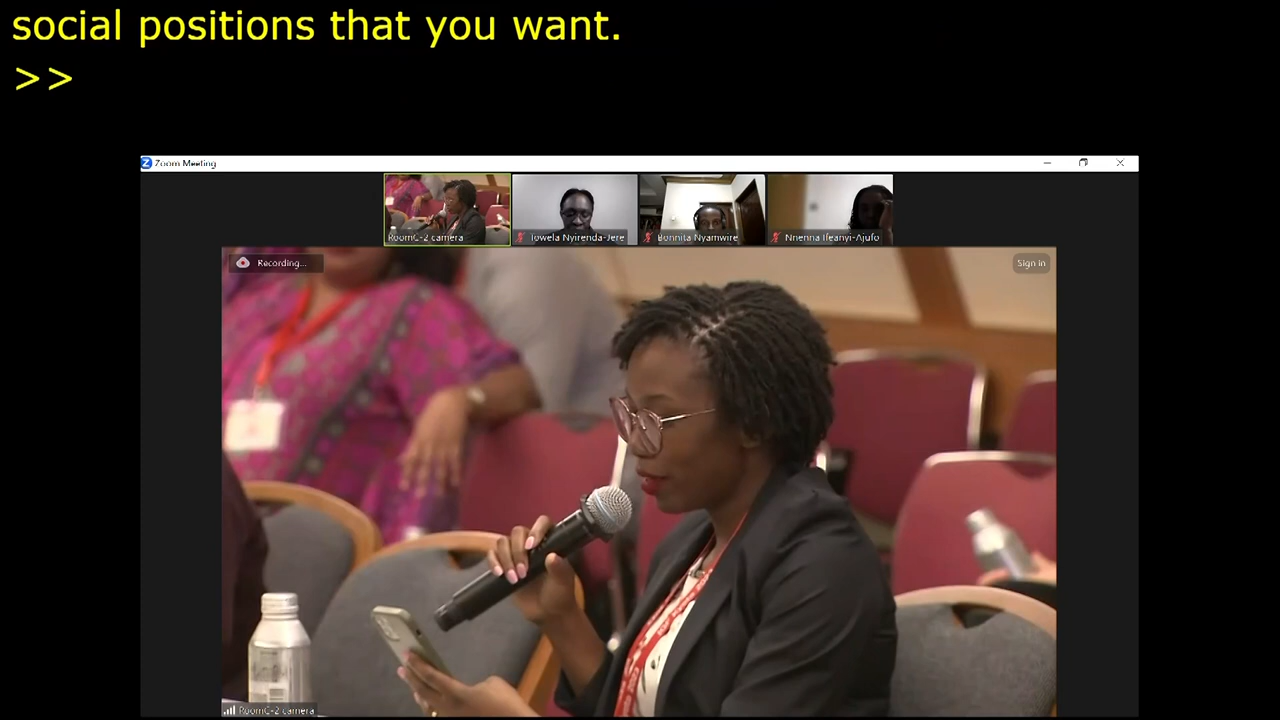 social positions that you want.
>>
Zoom Meeting
RoomC-2 camera
Towela Nyirenda-Jere
Bonnita Nyamwire
Nnenna Ifeanyi-Ajufo
Recording...
Sign in
RoomC-2 camera